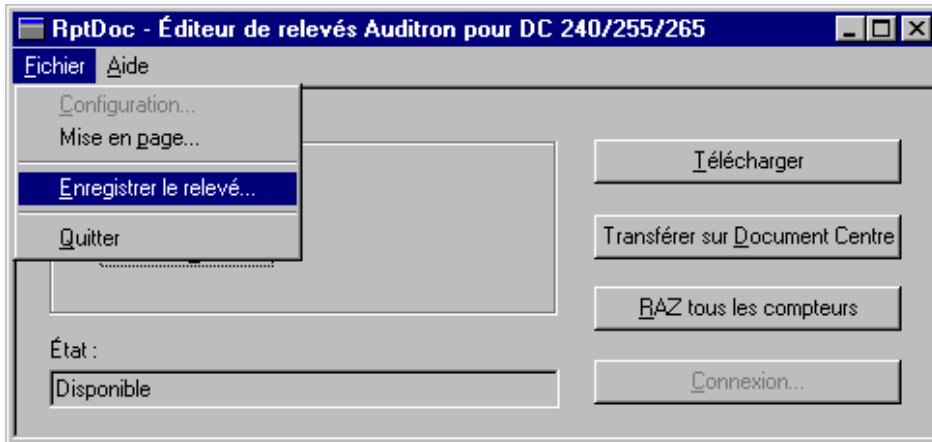 RptDoc - Éditeur de relevés Auditron pour DC 240/255/265
Fichier Aide
Configuration...
Mise en page...
Enregistrer le relevé...
Quitter
Télécharger
Transférer sur Document Centre
RAZ tous les compteurs
Connexion...
État :
Disponible